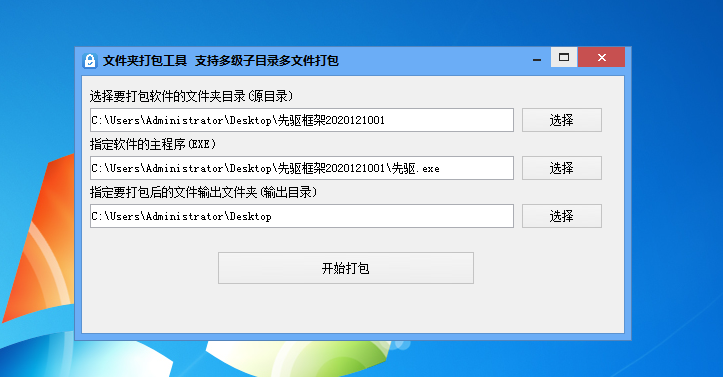 文件夹打包工具 支持多级子目录多文件打包
选择要打包软件的文件夹目录(源目录)
C:\Users\Administrator\Desktop\先驱框架2020121001
选择
指定软件的主程序(EXE)
C:\Users\Administrator\Desktop\先驱框架2020121001\先驱.exe
选择
指定要打包后的文件输出文件夹(输出目录)
C:\Users\Administrator\Desktop
选择
开始打包